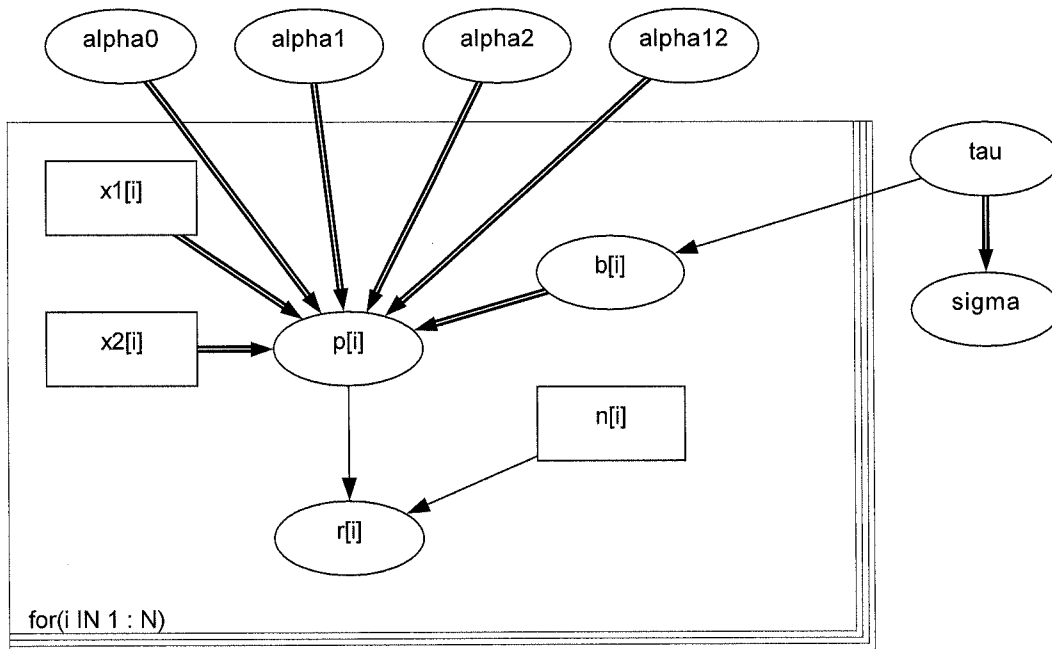 alpha0
alpha1
alpha2
alpha12
tau
x1[i]
b[i]
sigma
x2[i]
p[i]
n[i]
r[i]
for(i IN 1 : N)